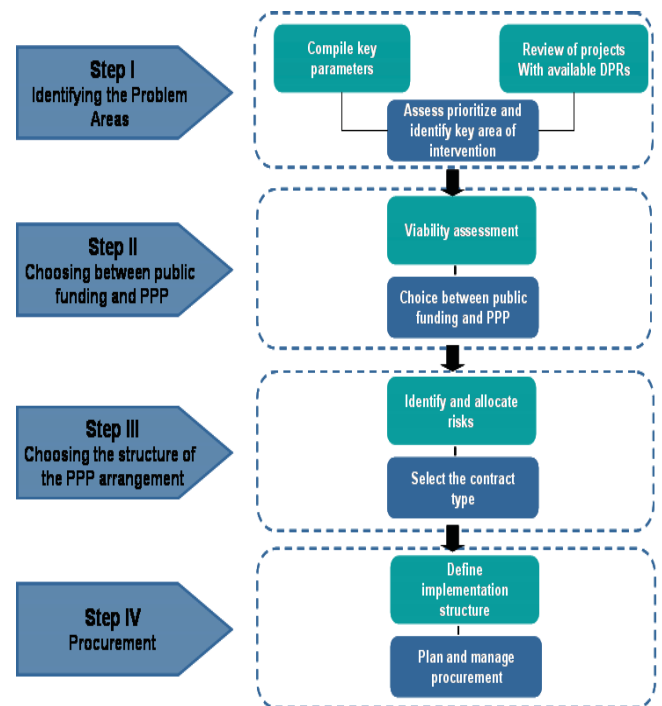 Step I
Identifying the Problem
Areas
Compile key
parameters
Review of projects
With available DPRs
Assess prioritize and
identify key area of
intervention
Step II
Choosing between public
funding and PPP
Viability assessment
Choice between public
funding and PPP
Step III
Choosing the structure of
the PPP arrangement
Identify and allocate
risks
Select the contract
type
Step IV
Procurement
Define
implementation
structure
Plan and manage
procurement